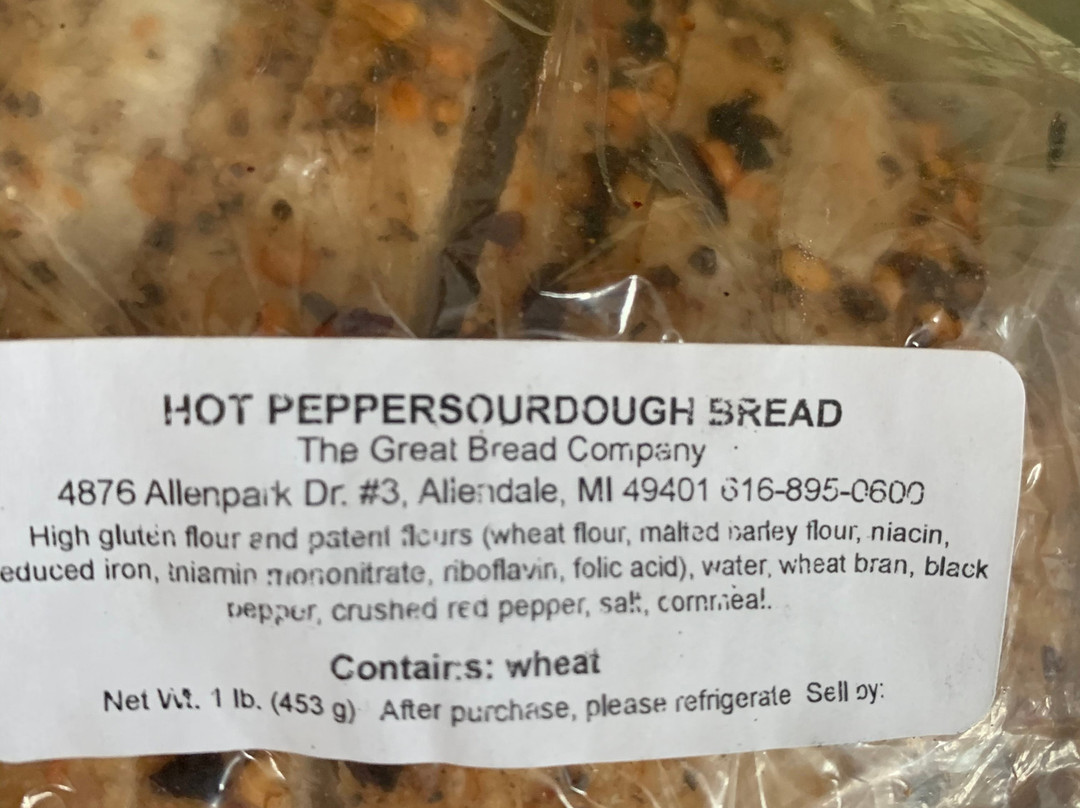 HOT PEPPERSOURDOUGH BREAD
The Great Bread Company
4876 Allenpark Dr. #3, Allendale, MI 49401 616-895-0600
High gluten flour and patent flours (wheat flour, malted barley flour, niacin,
educed iron, thiamin mononitrate, riboflavin, folic acid), water, wheat bran, black
pepper, crushed red pepper, salt, cornmeal.
Contains: wheat
Net Wt. 1 lb. (453 g) After purchase, please refrigerate Sell by: